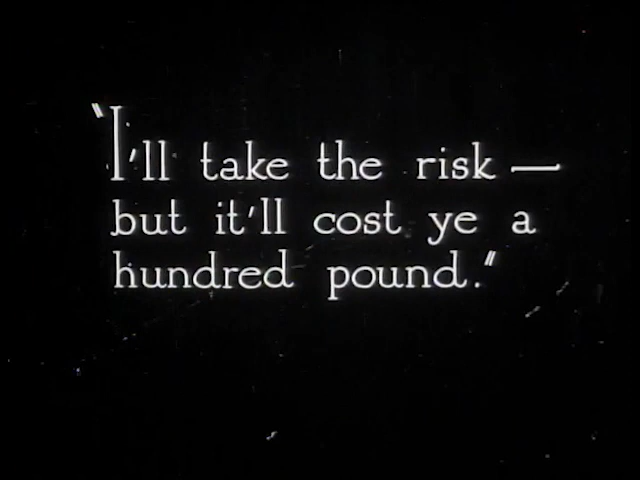 "I'll take the risk —
but it'll cost ye a
hundred pound."